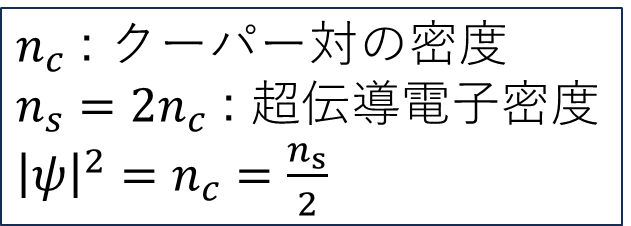 n_c：クーパー対の密度
n_s = 2n_c：超伝導電子密度
|ψ|² = n_c = n_s/2